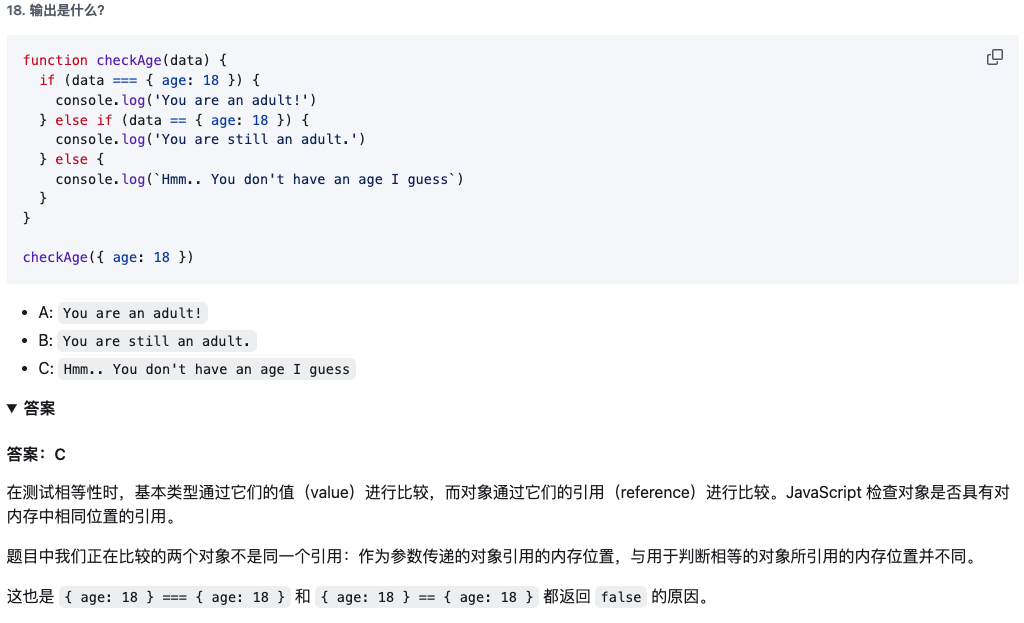 18. 输出是什么?
function checkAge(data) {
  if (data === { age: 18 }) {
    console.log('You are an adult!')
  } else if (data == { age: 18 }) {
    console.log('You are still an adult.')
  } else {
    console.log(`Hmm.. You don't have an age I guess`)
  }
}
checkAge({ age: 18 })
• A: You are an adult!
• B: You are still an adult.
• C: Hmm.. You don't have an age I guess
▼ 答案
答案：C
在测试相等性时，基本类型通过它们的值（value）进行比较，而对象通过它们的引用（reference）进行比较。JavaScript 检查对象是否具有对
内存中相同位置的引用。
题目中我们正在比较的两个对象不是同一个引用：作为参数传递的对象引用的内存位置，与用于判断相等的对象所引用的内存位置并不同。
这也是 { age: 18 } === { age: 18 } 和 { age: 18 } == { age: 18 } 都返回 false 的原因。